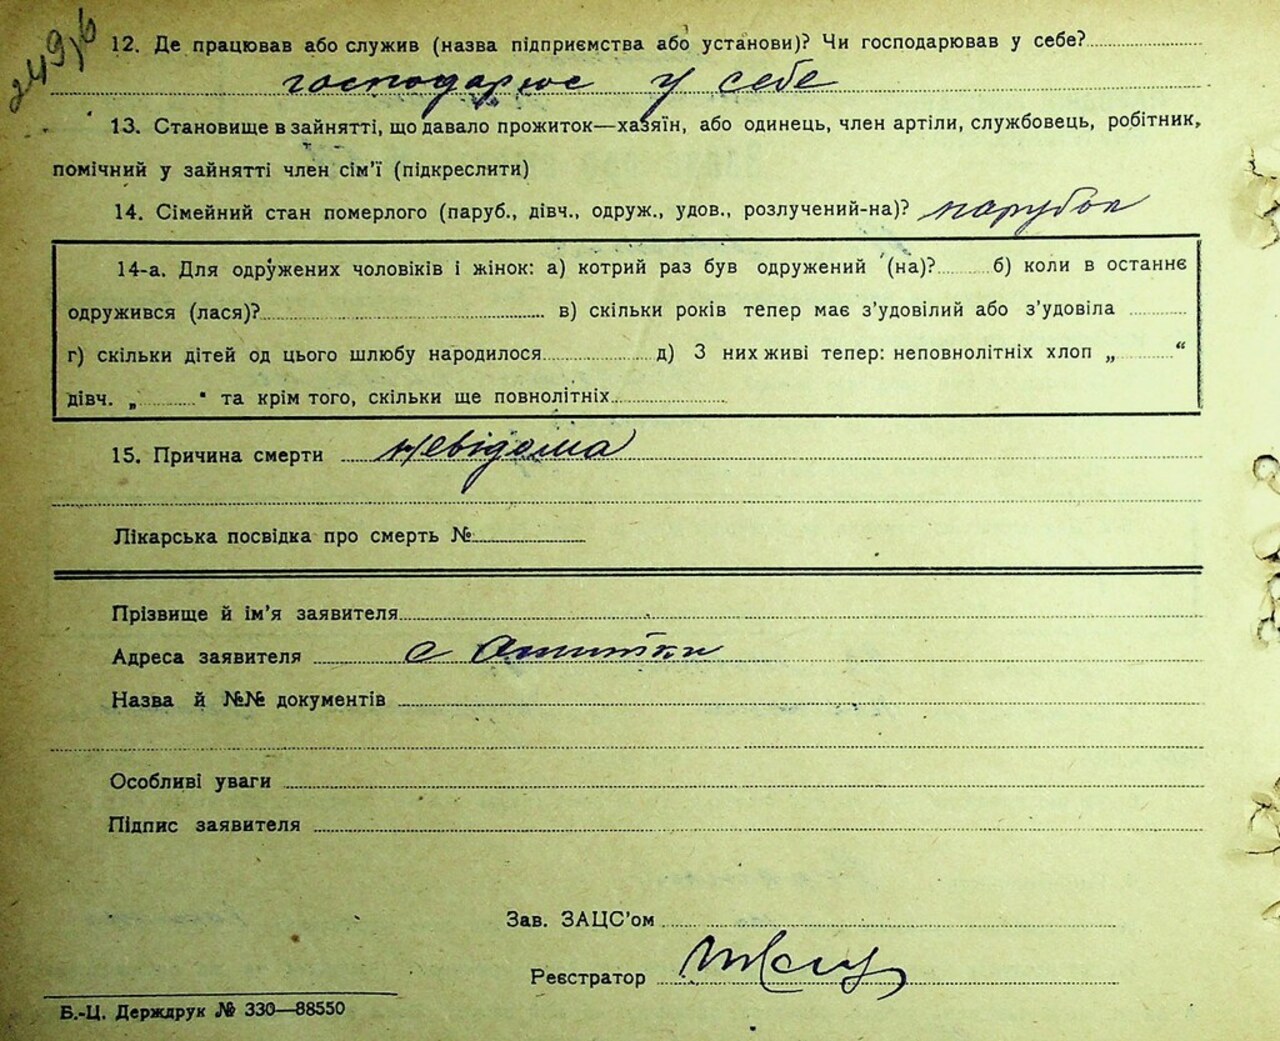 249
12. Де працював або служив (назва підприємства або установи)? Чи господарював у себе?
господарює у себе
13. Становище в зайнятті, що давало прожиток—хазяїн, або одинець, член артіли, службовець, робітник,
помічний у зайнятті член сім'ї (підкреслити)
14. Сімейний стан померлого (паруб., дівч., одруж., удов., розлучений-на)? парубок
14-а. Для одружених чоловіків і жінок: а) котрий раз був одружений (на)? б) коли в останнє
одружився (лася)? в) скільки років тепер має з'удовілий або з'удовіла
г) скільки дітей од цього шлюбу народилося д) З них живі тепер: неповнолітніх хлоп „ “
дівч. „ " та крім того, скільки ще повнолітніх
15. Причина смерти невідома
Лікарська посвідка про смерть №
Прізвище й ім'я заявителя
Адреса заявителя с
Назва й №№ документів
Особливі уваги
Підпис заявителя
Зав. ЗАЦС'ом
Реєстратор
Б.-Ц. Держдрук № 330—88550